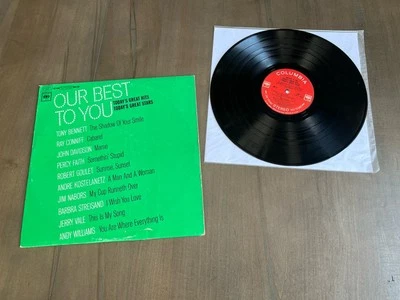 OUR BEST
TO YOU
TODAY'S GREAT HITS
TODAY'S GREAT STARS
TONY BENNETT The Shadow Of Your Smile
RAY CONNIFF Cabaret
JOHN DAVIDSON Mame
PERCY FAITH Somethin' Stupid
ROBERT GOULET Sunrise, Sunset
ANDRE KOSTELANETZ A Man And A Woman
JIM NABORS My Cup Runneth Over
BARBRA STREISAND I Wish You Love
JERRY VALE This Is My Song
ANDY WILLIAMS You Are Where Everything Is
COLUMBIA